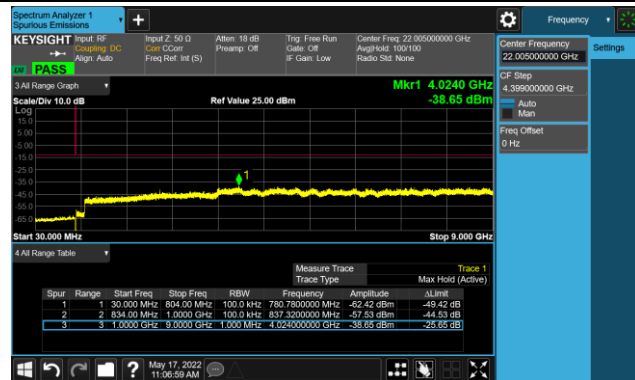 Spectrum Analyzer 1
Spurious Emissions
Frequency
KEYSIGHT Input: RF Input Z: 50 Ω Atten: 18 dB Trig: Free Run Center Freq: 22.005000000 GHz
Coupling: DC Corr CCorr Preamp: Off Gate: Off Avg|Hold: 100/100
Align: Auto Freq Ref: Int (S) IF Gain: Low Radio Std: None
PASS
Center Frequency
22.005000000 GHz
Settings
CF Step
4.399000000 GHz
Auto
Man
Freq Offset
0 Hz
3 All Range Graph
Mkr1 4.0240 GHz
Scale/Div 10.0 dB Ref Value 25.00 dBm -38.65 dBm
Log
15.0
5.00
-5.00
-15.0
-25.0
-35.0
-45.0
-55.0
-65.0
1
Start 30.000 MHz Stop 9.000 GHz
4 All Range Table
Measure Trace Trace 1
Trace Type Max Hold (Active)
Spur Range Start Freq Stop Freq RBW Frequency Amplitude ΔLimit
1 1 30.000 MHz 804.00 MHz 100.0 kHz 780.7800000 MHz -62.42 dBm -49.42 dB
2 2 834.00 MHz 1.0000 GHz 100.0 kHz 837.3200000 MHz -57.53 dBm -44.53 dB
3 3 1.0000 GHz 9.0000 GHz 1.000 MHz 4.024000000 GHz -38.65 dBm -25.65 dB
May 17, 2022
11:06:59 AM